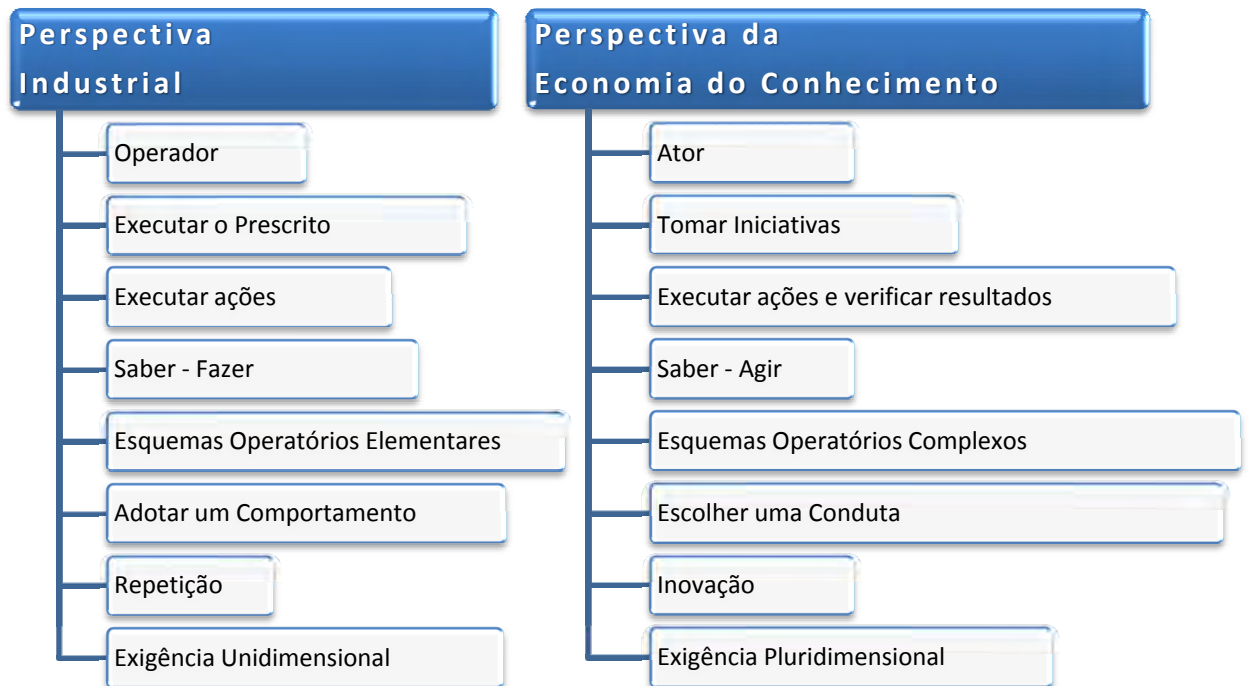 Perspectiva
Industrial
Operador
Executar o Prescrito
Executar ações
Saber - Fazer
Esquemas Operatórios Elementares
Adotar um Comportamento
Repetição
Exigência Unidimensional
Perspectiva da
Economia do Conhecimento
Ator
Tomar Iniciativas
Executar ações e verificar resultados
Saber - Agir
Esquemas Operatórios Complexos
Escolher uma Conduta
Inovação
Exigência Pluridimensional